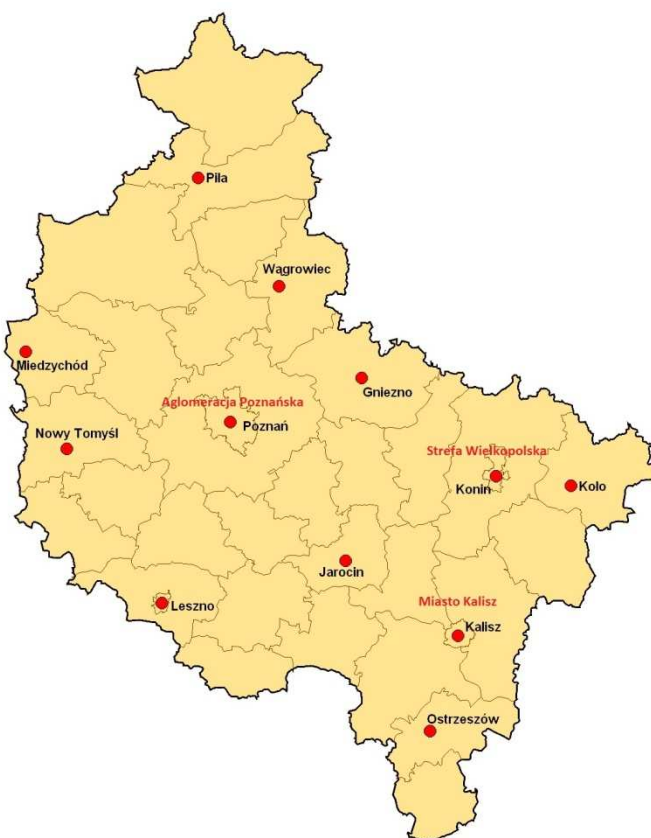 Piła
Wągrowiec
Miedzychód
Gniezno
Aglomeracja Poznańska
Poznań
Nowy Tomyśl
Strefa Wielkopolska
Konin
Koło
Jarocin
Leszno
Miasto Kalisz
Kalisz
Ostrzeszów